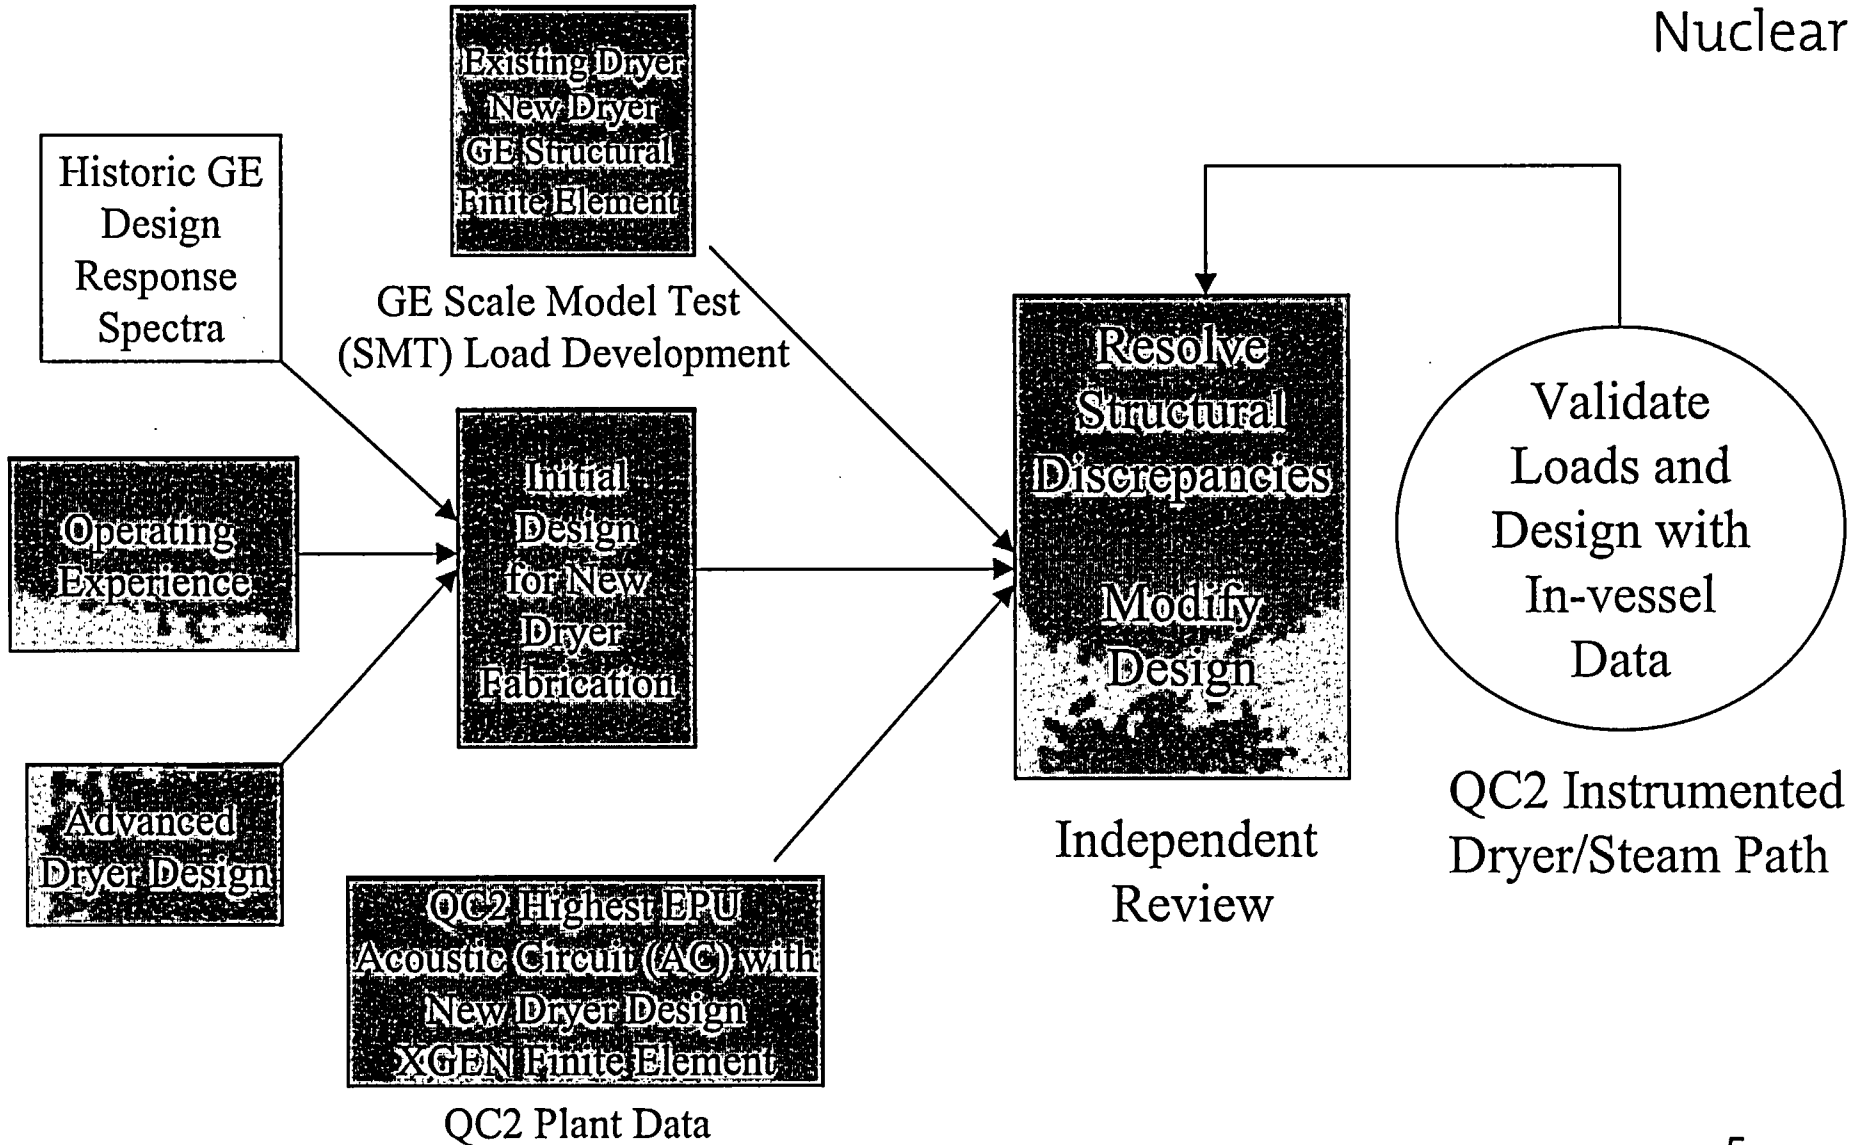 Nuclear
Existing Dryer
New Dryer
GE Structural
Finite Element
GE Scale Model Test
(SMT) Load Development
Historic GE
Design
Response
Spectra
Operating
Experience
Advanced
Dryer Design
Initial
Design
for New
Dryer
Fabrication
QC2 Highest EPU
Acoustic Circuit (AC) with
New Dryer Design
XGEN Finite Element
QC2 Plant Data
Resolve
Structural
Discrepancies
Modify
Design
Independent
Review
Validate
Loads and
Design with
In-vessel
Data
QC2 Instrumented
Dryer/Steam Path